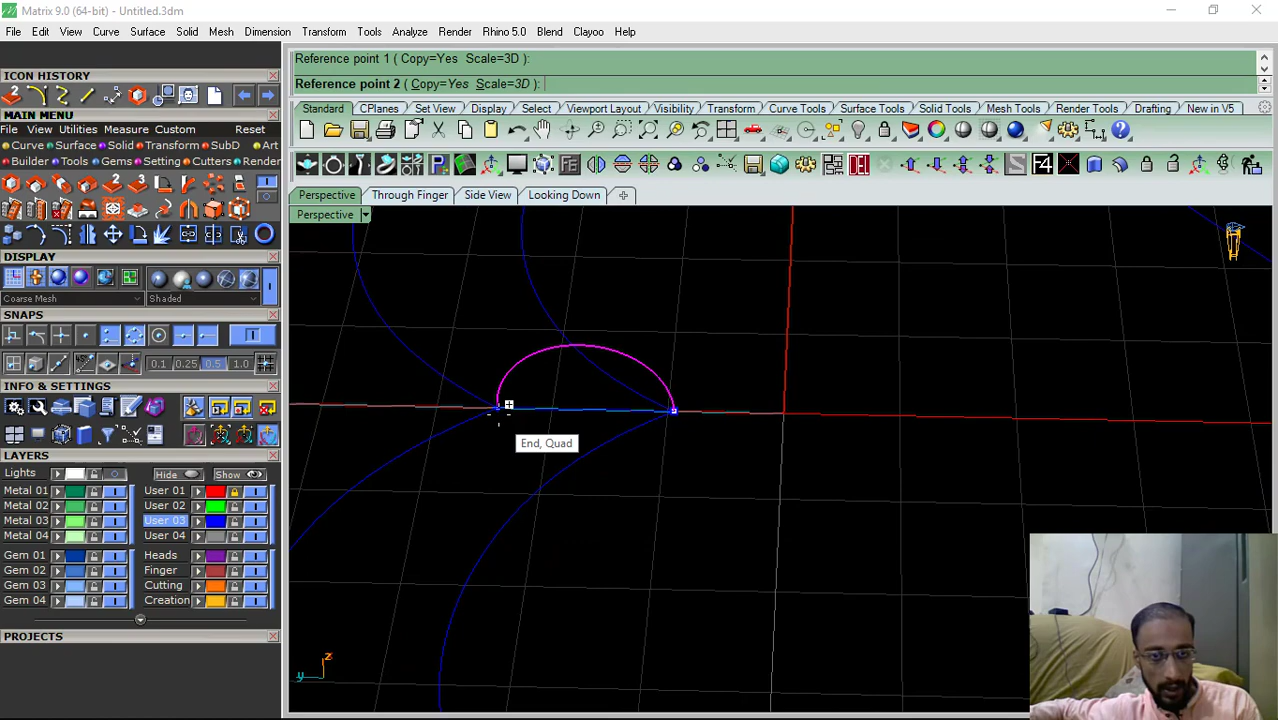 Matrix 9.0 (64-bit) - Untitled.3dm
File Edit View Curve Surface Solid Mesh Dimension Transform Tools Analyze Render Rhino 5.0 Blend Clayoo Help
ICON HISTORY
MAIN MENU
File View Utilities Measure Custom Reset
Curve Surface Solid Transform SubD Art
Builder Tools Gems Setting Cutters Render
DISPLAY
Coarse Mesh Shaded
SNAPS
0.1 0.25 0.5 1.0
INFO & SETTINGS
LAYERS
Lights Hide Show
Metal 01 User 01
Metal 02 User 02
Metal 03 User 03
Metal 04 User 04
Gem 01 Heads
Gem 02 Finger
Gem 03 Cutting
Gem 04 Creation
PROJECTS
Reference point 1 ( Copy=Yes Scale=3D ):
Reference point 2 ( Copy=Yes Scale=3D ):
Standard CPlanes Set View Display Select Viewport Layout Visibility Transform Curve Tools Surface Tools Solid Tools Mesh Tools Render Tools Drafting New in V5
F4
Perspective Through Finger Side View Looking Down
Perspective
End, Quad
z
y